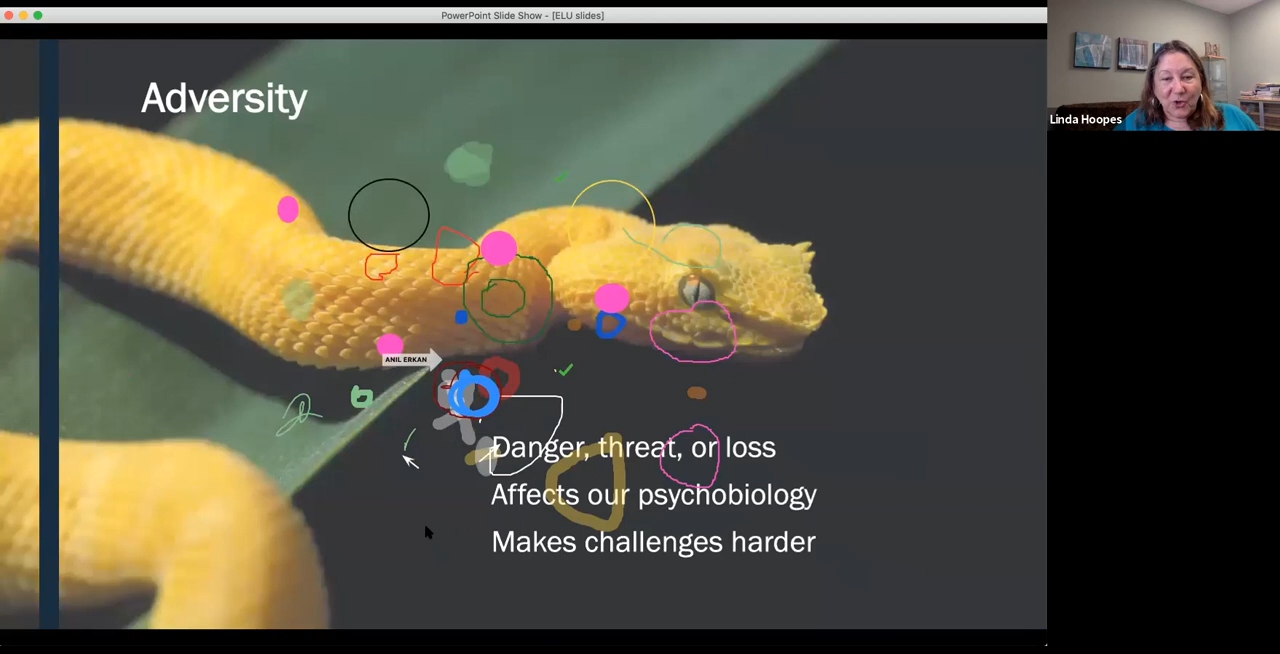 PowerPoint Slide Show - [ELU slides]
Adversity
Linda Hoopes
ANIL ERKAN
Danger, threat, or loss
Affects our psychobiology
Makes challenges harder